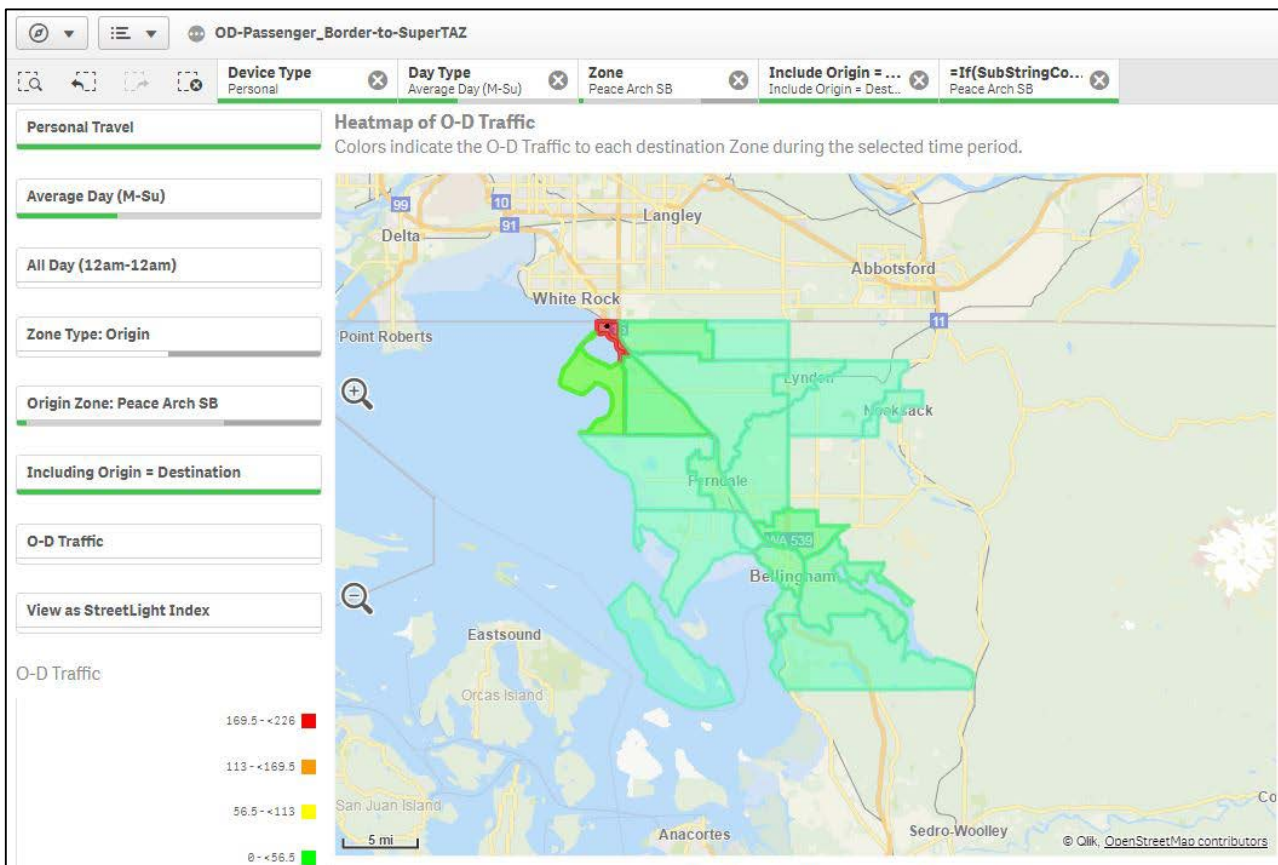 OD-Passenger_Border-to-SuperTAZ
Device Type
Personal
Day Type
Average Day (M-Su)
Zone
Peace Arch SB
Include Origin = ...
Include Origin = Dest...
=If(SubStringCo...
Peace Arch SB
Personal Travel
Average Day (M-Su)
All Day (12am-12am)
Zone Type: Origin
Origin Zone: Peace Arch SB
Including Origin = Destination
O-D Traffic
View as StreetLight Index
O-D Traffic
169.5-<226
113-<169.5
56.5-<113
0-<56.5
Heatmap of O-D Traffic
Colors indicate the O-D Traffic to each destination Zone during the selected time period.
99
10
91
Langley
Delta
Abbotsford
White Rock
11
Point Roberts
Lynden
Nooksack
Ferndale
WA 539
Bellingham
Eastsound
Orcas Island
San Juan Island
Anacortes
Sedro-Woolley
Co
5 mi
© Qlik, OpenStreetMap contributors